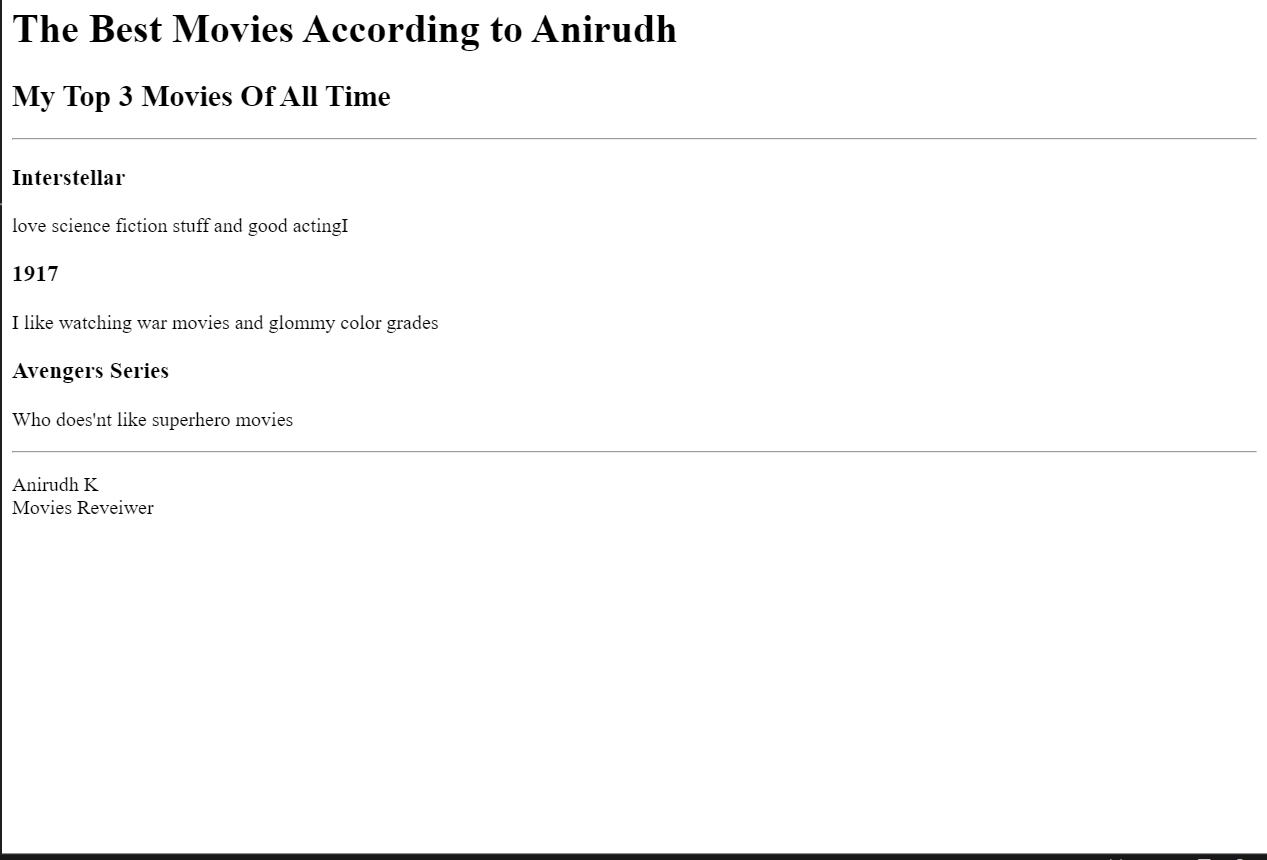 The Best Movies According to Anirudh
My Top 3 Movies Of All Time
Interstellar
love science fiction stuff and good actingI
1917
I like watching war movies and glommy color grades
Avengers Series
Who does'nt like superhero movies
Anirudh K
Movies Reveiwer